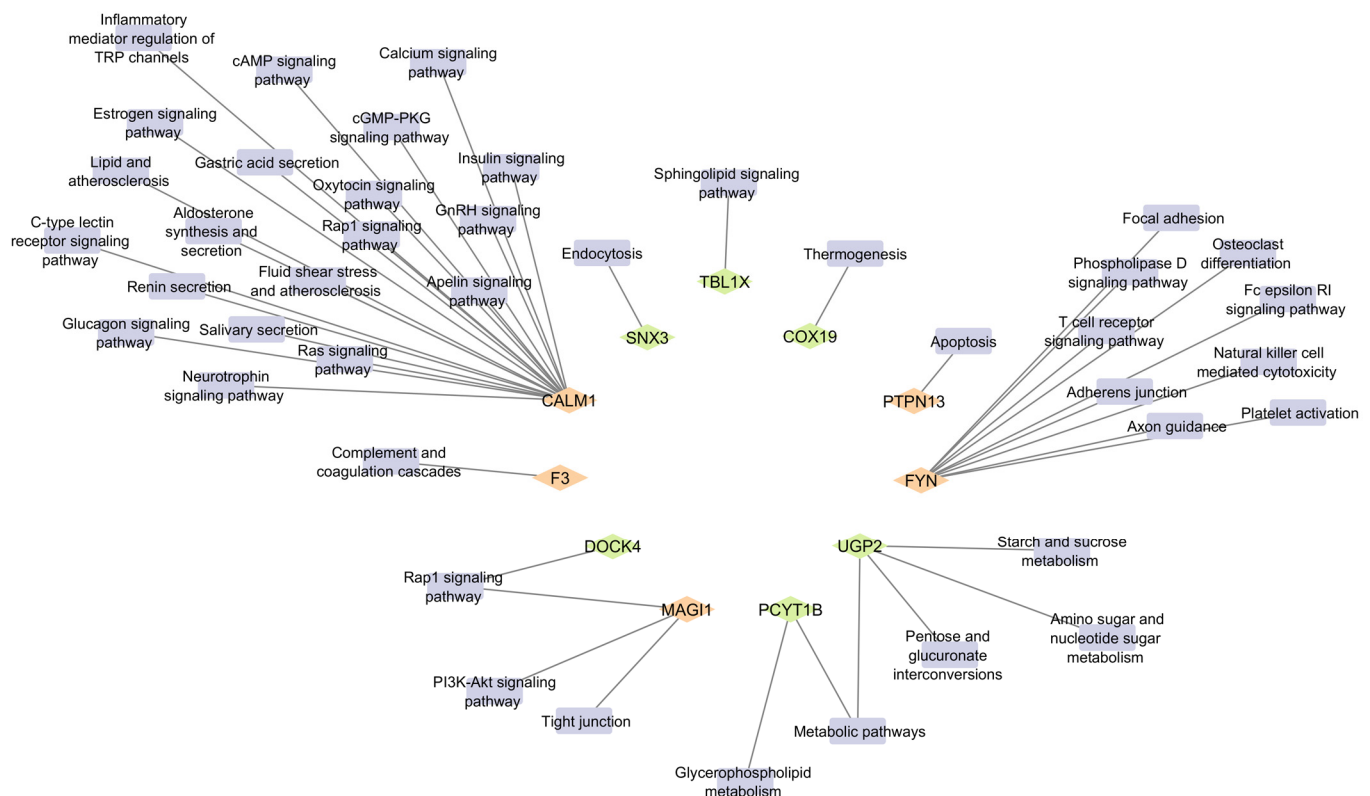 Inflammatory
mediator regulation of
TRP channels
cAMP signaling
pathway
Calcium signaling
pathway
Estrogen signaling
pathway
cGMP-PKG
signaling pathway
Lipid and
atherosclerosis
Gastric acid secretion
Insulin signaling
pathway
Oxytocin signaling
pathway
C-type lectin
receptor signaling
pathway
Aldosterone
synthesis and
secretion
Rap1 signaling
pathway
GnRH signaling
pathway
Renin secretion
Fluid shear stress
and atherosclerosis
Apelin signaling
pathway
Glucagon signaling
pathway
Salivary secretion
Ras signaling
pathway
Neurotrophin
signaling pathway
CALM1
Endocytosis
SNX3
Sphingolipid signaling
pathway
TBL1X
Thermogenesis
COX19
Apoptosis
PTPN13
Focal adhesion
Osteoclast
differentiation
Phospholipase D
signaling pathway
Fc epsilon RI
signaling pathway
T cell receptor
signaling pathway
Natural killer cell
mediated cytotoxicity
Adherens junction
Platelet activation
Axon guidance
FYN
Complement and
coagulation cascades
F3
DOCK4
Rap1 signaling
pathway
MAGI1
PI3K-Akt signaling
pathway
Tight junction
UGP2
PCYT1B
Starch and sucrose
metabolism
Amino sugar and
nucleotide sugar
metabolism
Pentose and
glucuronate
interconversions
Metabolic pathways
Glycerophospholipid
metabolism